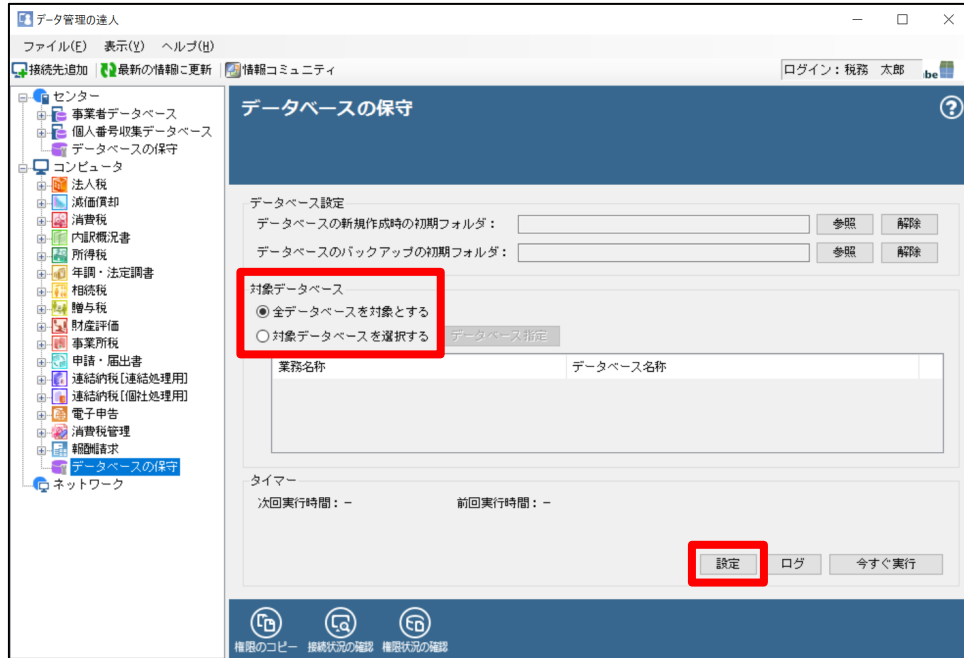 データ管理の達人
ファイル(F) 表示(V) ヘルプ(H)
接続先追加 最新の情報に更新 情報コミュニティ ログイン：税務 太郎 be
センター
事業者データベース
個人番号収集データベース
データベースの保守
コンピュータ
法人税
減価償却
消費税
内訳概況書
所得税
年調・法定調書
相続税
贈与税
財産評価
事業所税
申請・届出書
連結納税[連結処理用]
連結納税[個社処理用]
電子申告
消費税管理
報酬請求
データベースの保守
ネットワーク
データベースの保守
データベース設定
データベースの新規作成時の初期フォルダ： 参照 解除
データベースのバックアップの初期フォルダ： 参照 解除
対象データベース
全データベースを対象とする
対象データベースを選択する データベース指定
業務名称 データベース名称
タイマー
次回実行時間：－ 前回実行時間：－
設定 ログ 今すぐ実行
権限のコピー 接続状況の確認 権限状況の確認